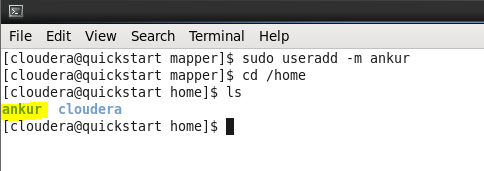 File Edit View Search Terminal Help
[cloudera@quickstart mapper]$ sudo useradd -m ankur
[cloudera@quickstart mapper]$ cd /home
[cloudera@quickstart home]$ ls
ankur cloudera
[cloudera@quickstart home]$